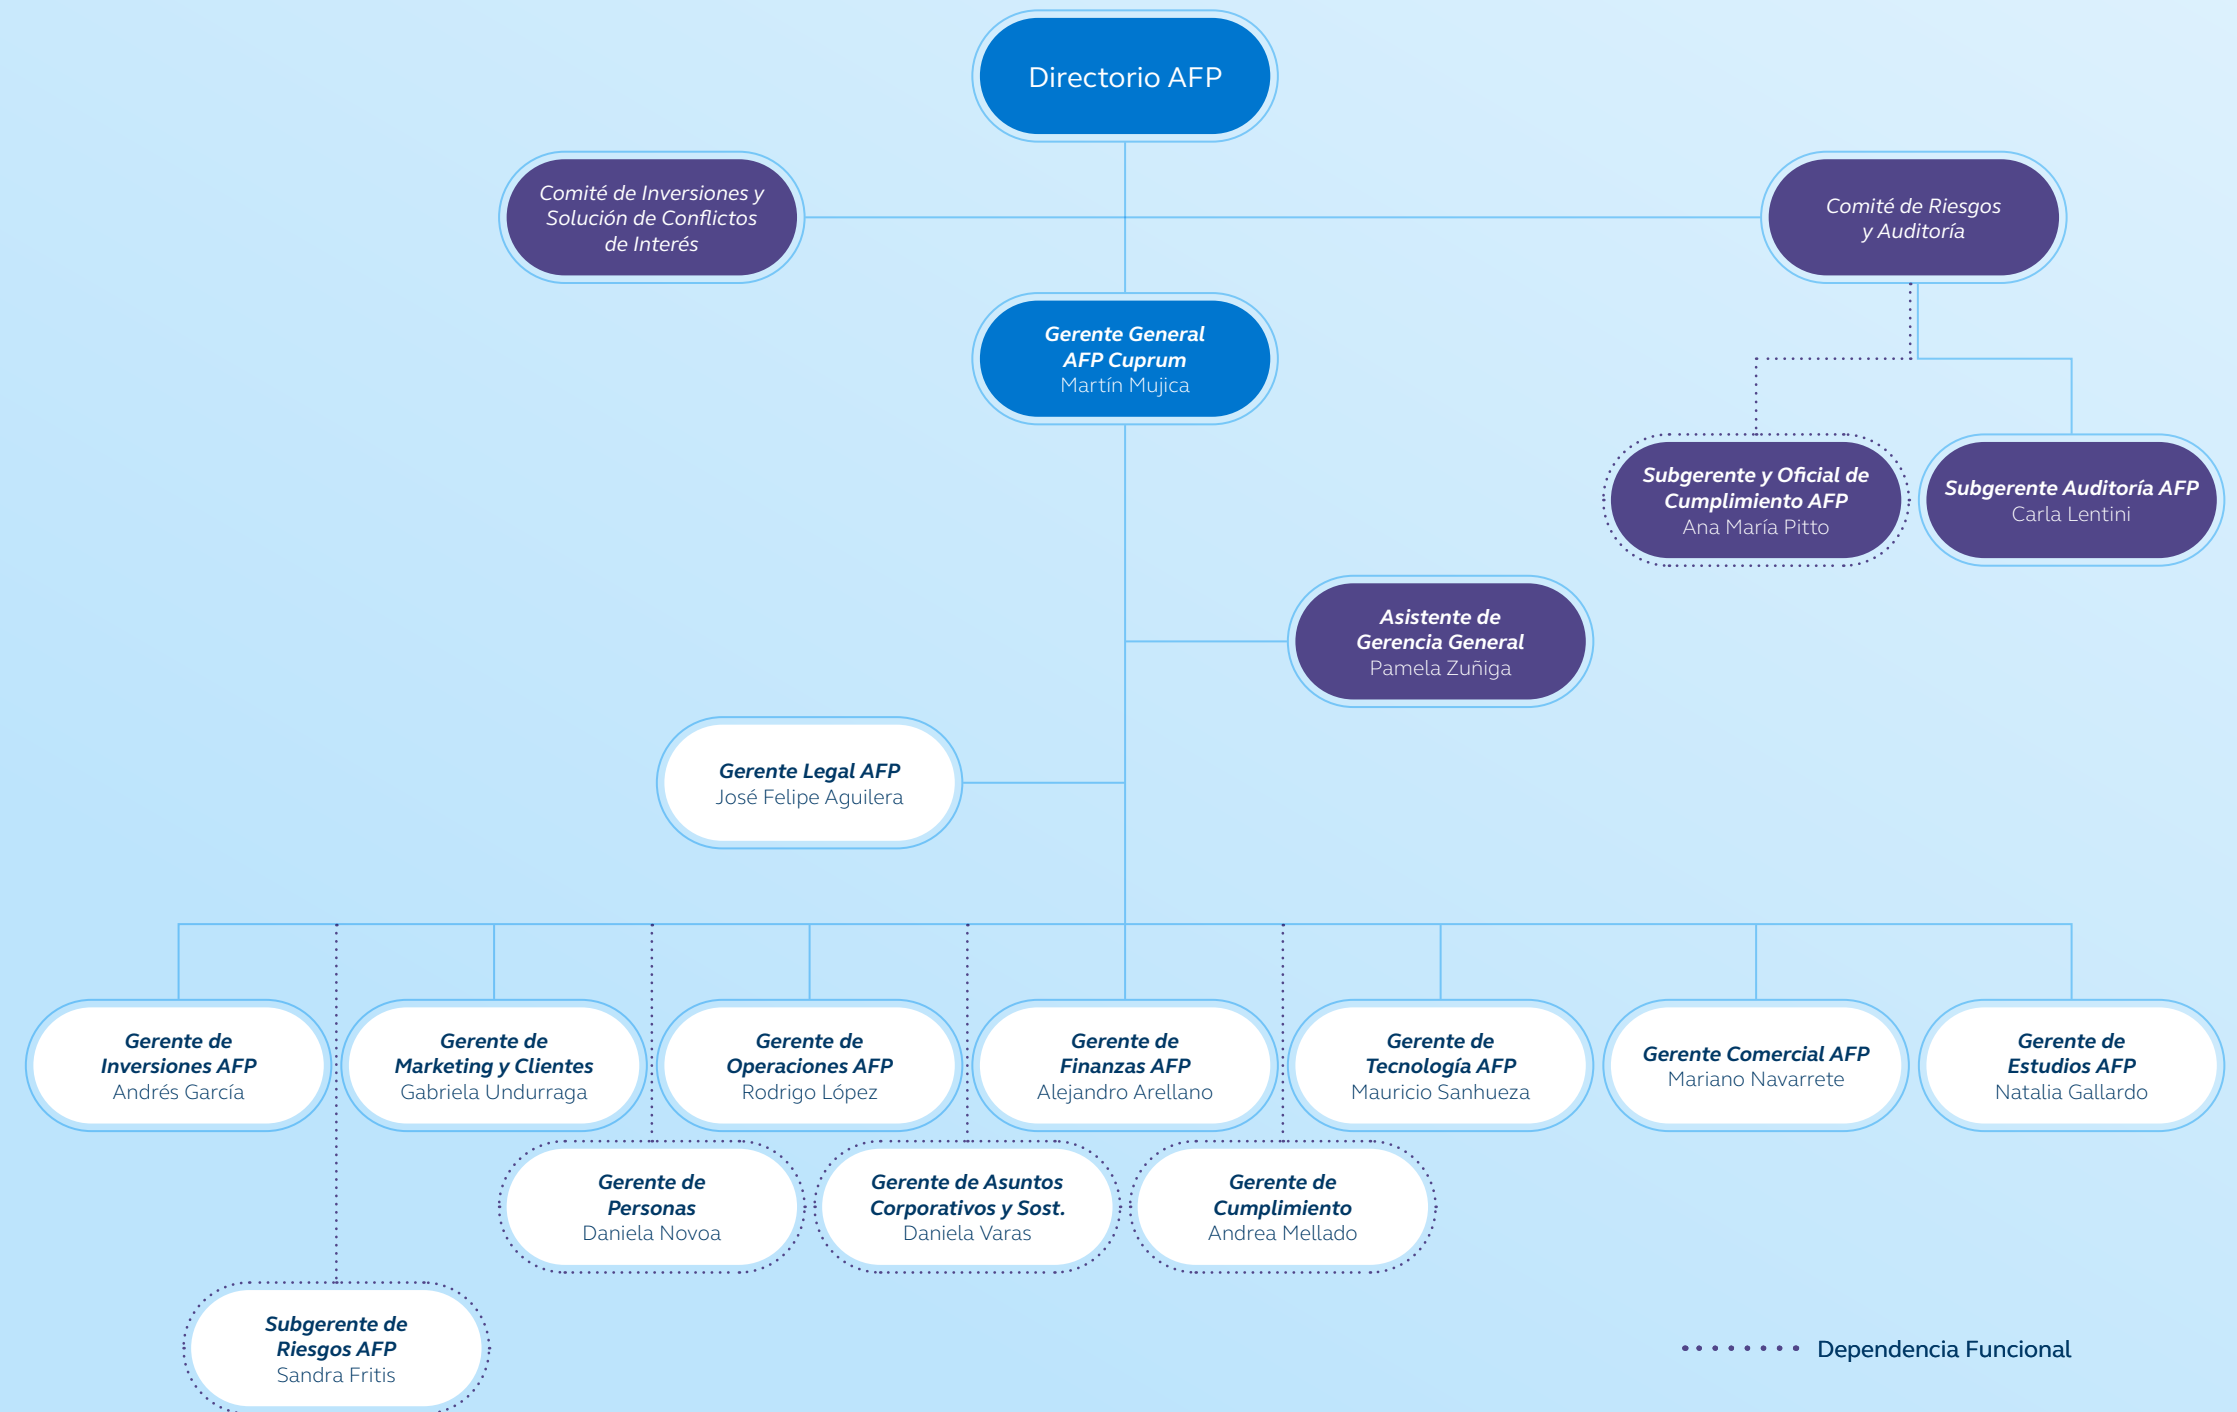 Directorio AFP
Comité de Inversiones y
Solución de Conflictos
de Interés
Comité de Riesgos
y Auditoría
Gerente General
AFP Cuprum
Martín Mujica
Subgerente y Oficial de
Cumplimiento AFP
Ana María Pitto
Subgerente Auditoría AFP
Carla Lentini
Asistente de
Gerencia General
Pamela Zuñiga
Gerente Legal AFP
José Felipe Aguilera
Gerente de
Inversiones AFP
Andrés García
Gerente de
Marketing y Clientes
Gabriela Undurraga
Gerente de
Operaciones AFP
Rodrigo López
Gerente de
Finanzas AFP
Alejandro Arellano
Gerente de
Tecnología AFP
Mauricio Sanhueza
Gerente Comercial AFP
Mariano Navarrete
Gerente de
Estudios AFP
Natalia Gallardo
Gerente de
Personas
Daniela Novoa
Gerente de Asuntos
Corporativos y Sost.
Daniela Varas
Gerente de
Cumplimiento
Andrea Mellado
Subgerente de
Riesgos AFP
Sandra Fritis
Dependencia Funcional